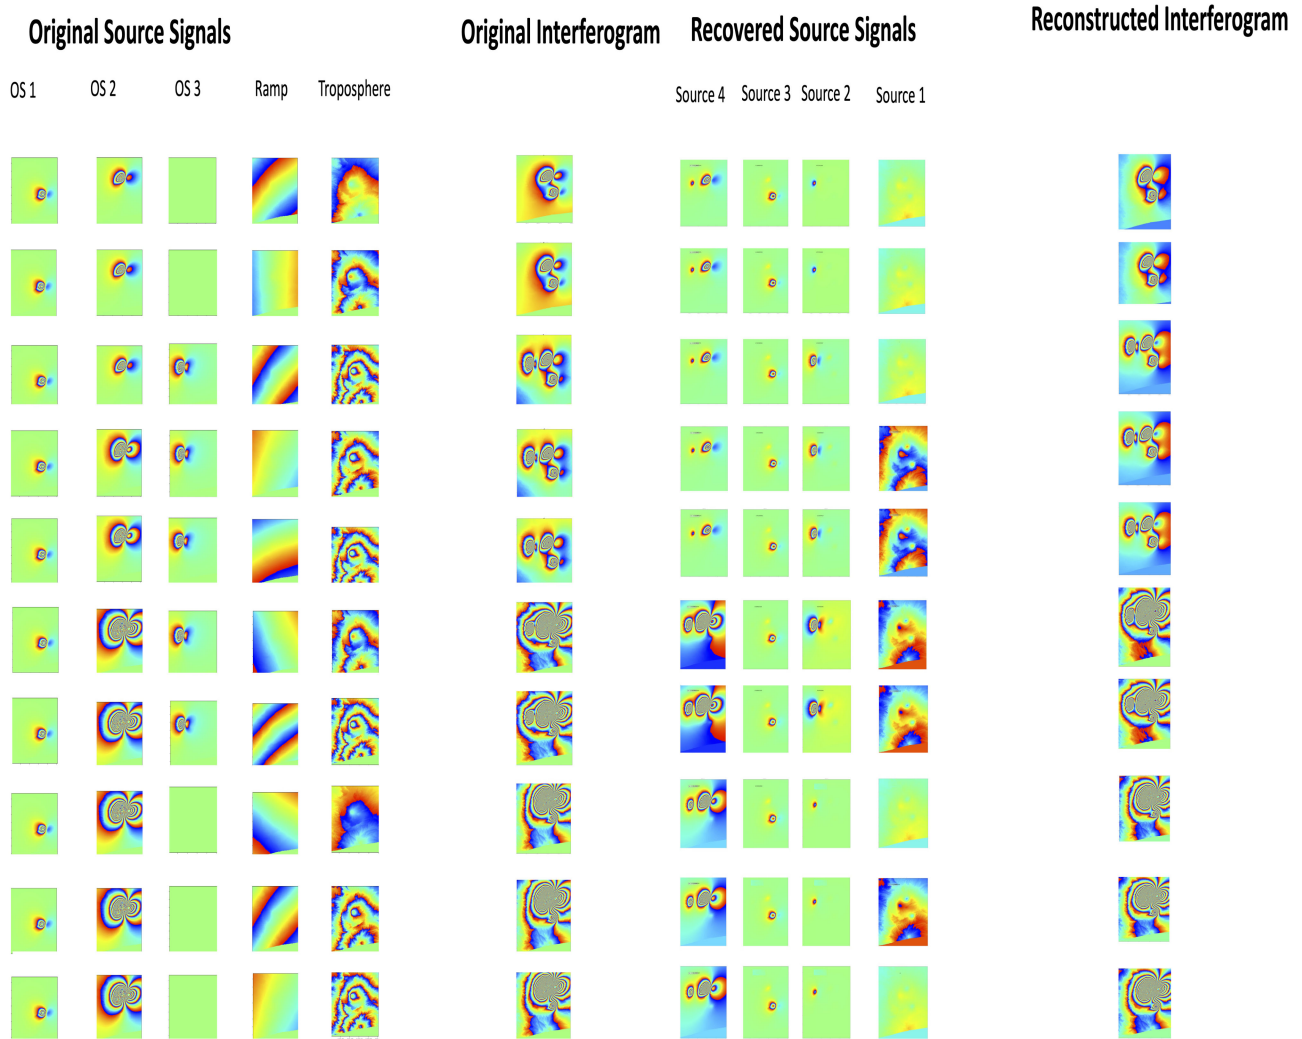 Original Source Signals
Original Interferogram
Recovered Source Signals
Reconstructed Interferogram
OS 1
OS 2
OS 3
Ramp
Troposphere
Source 4
Source 3
Source 2
Source 1